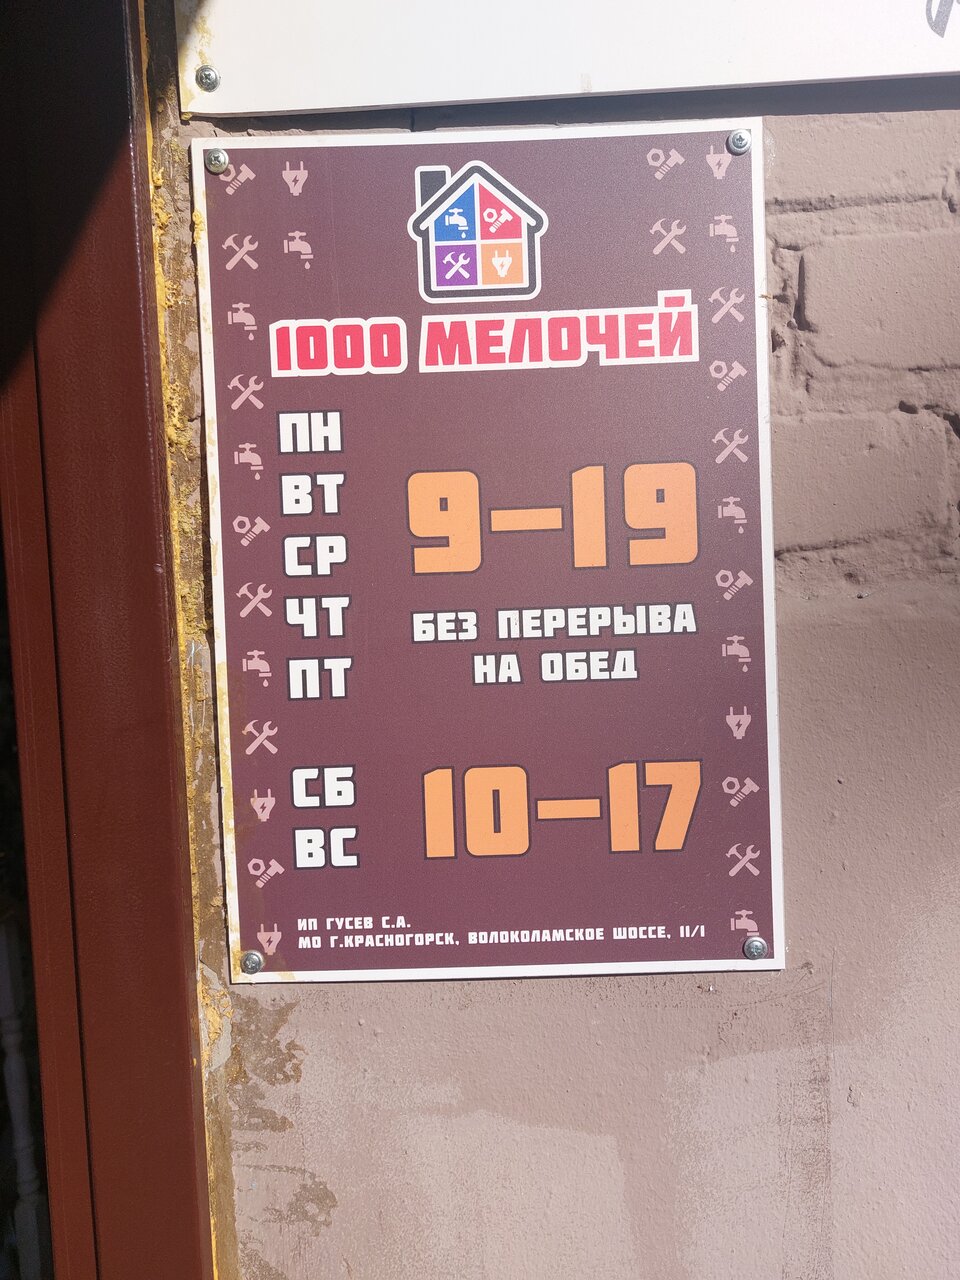 1000 МЕЛОЧЕЙ
ПН
ВТ
СР
ЧТ
ПТ
9–19
БЕЗ ПЕРЕРЫВА
НА ОБЕД
СБ
ВС
10–17
ИП ГУСЕВ С.А.
МО Г.КРАСНОГОРСК, ВОЛОКОЛАМСКОЕ ШОССЕ, 11/1